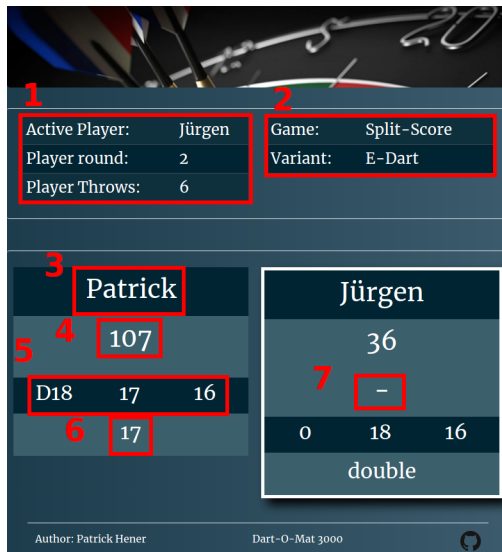 1
2
Active Player: Jürgen
Game: Split-Score
Player round: 2
Variant: E-Dart
Player Throws: 6
3
Patrick
Jürgen
4
107
36
5
7
-
D18 17 16
0 18 16
6
17
double
Author: Patrick Hener
Dart-O-Mat 3000